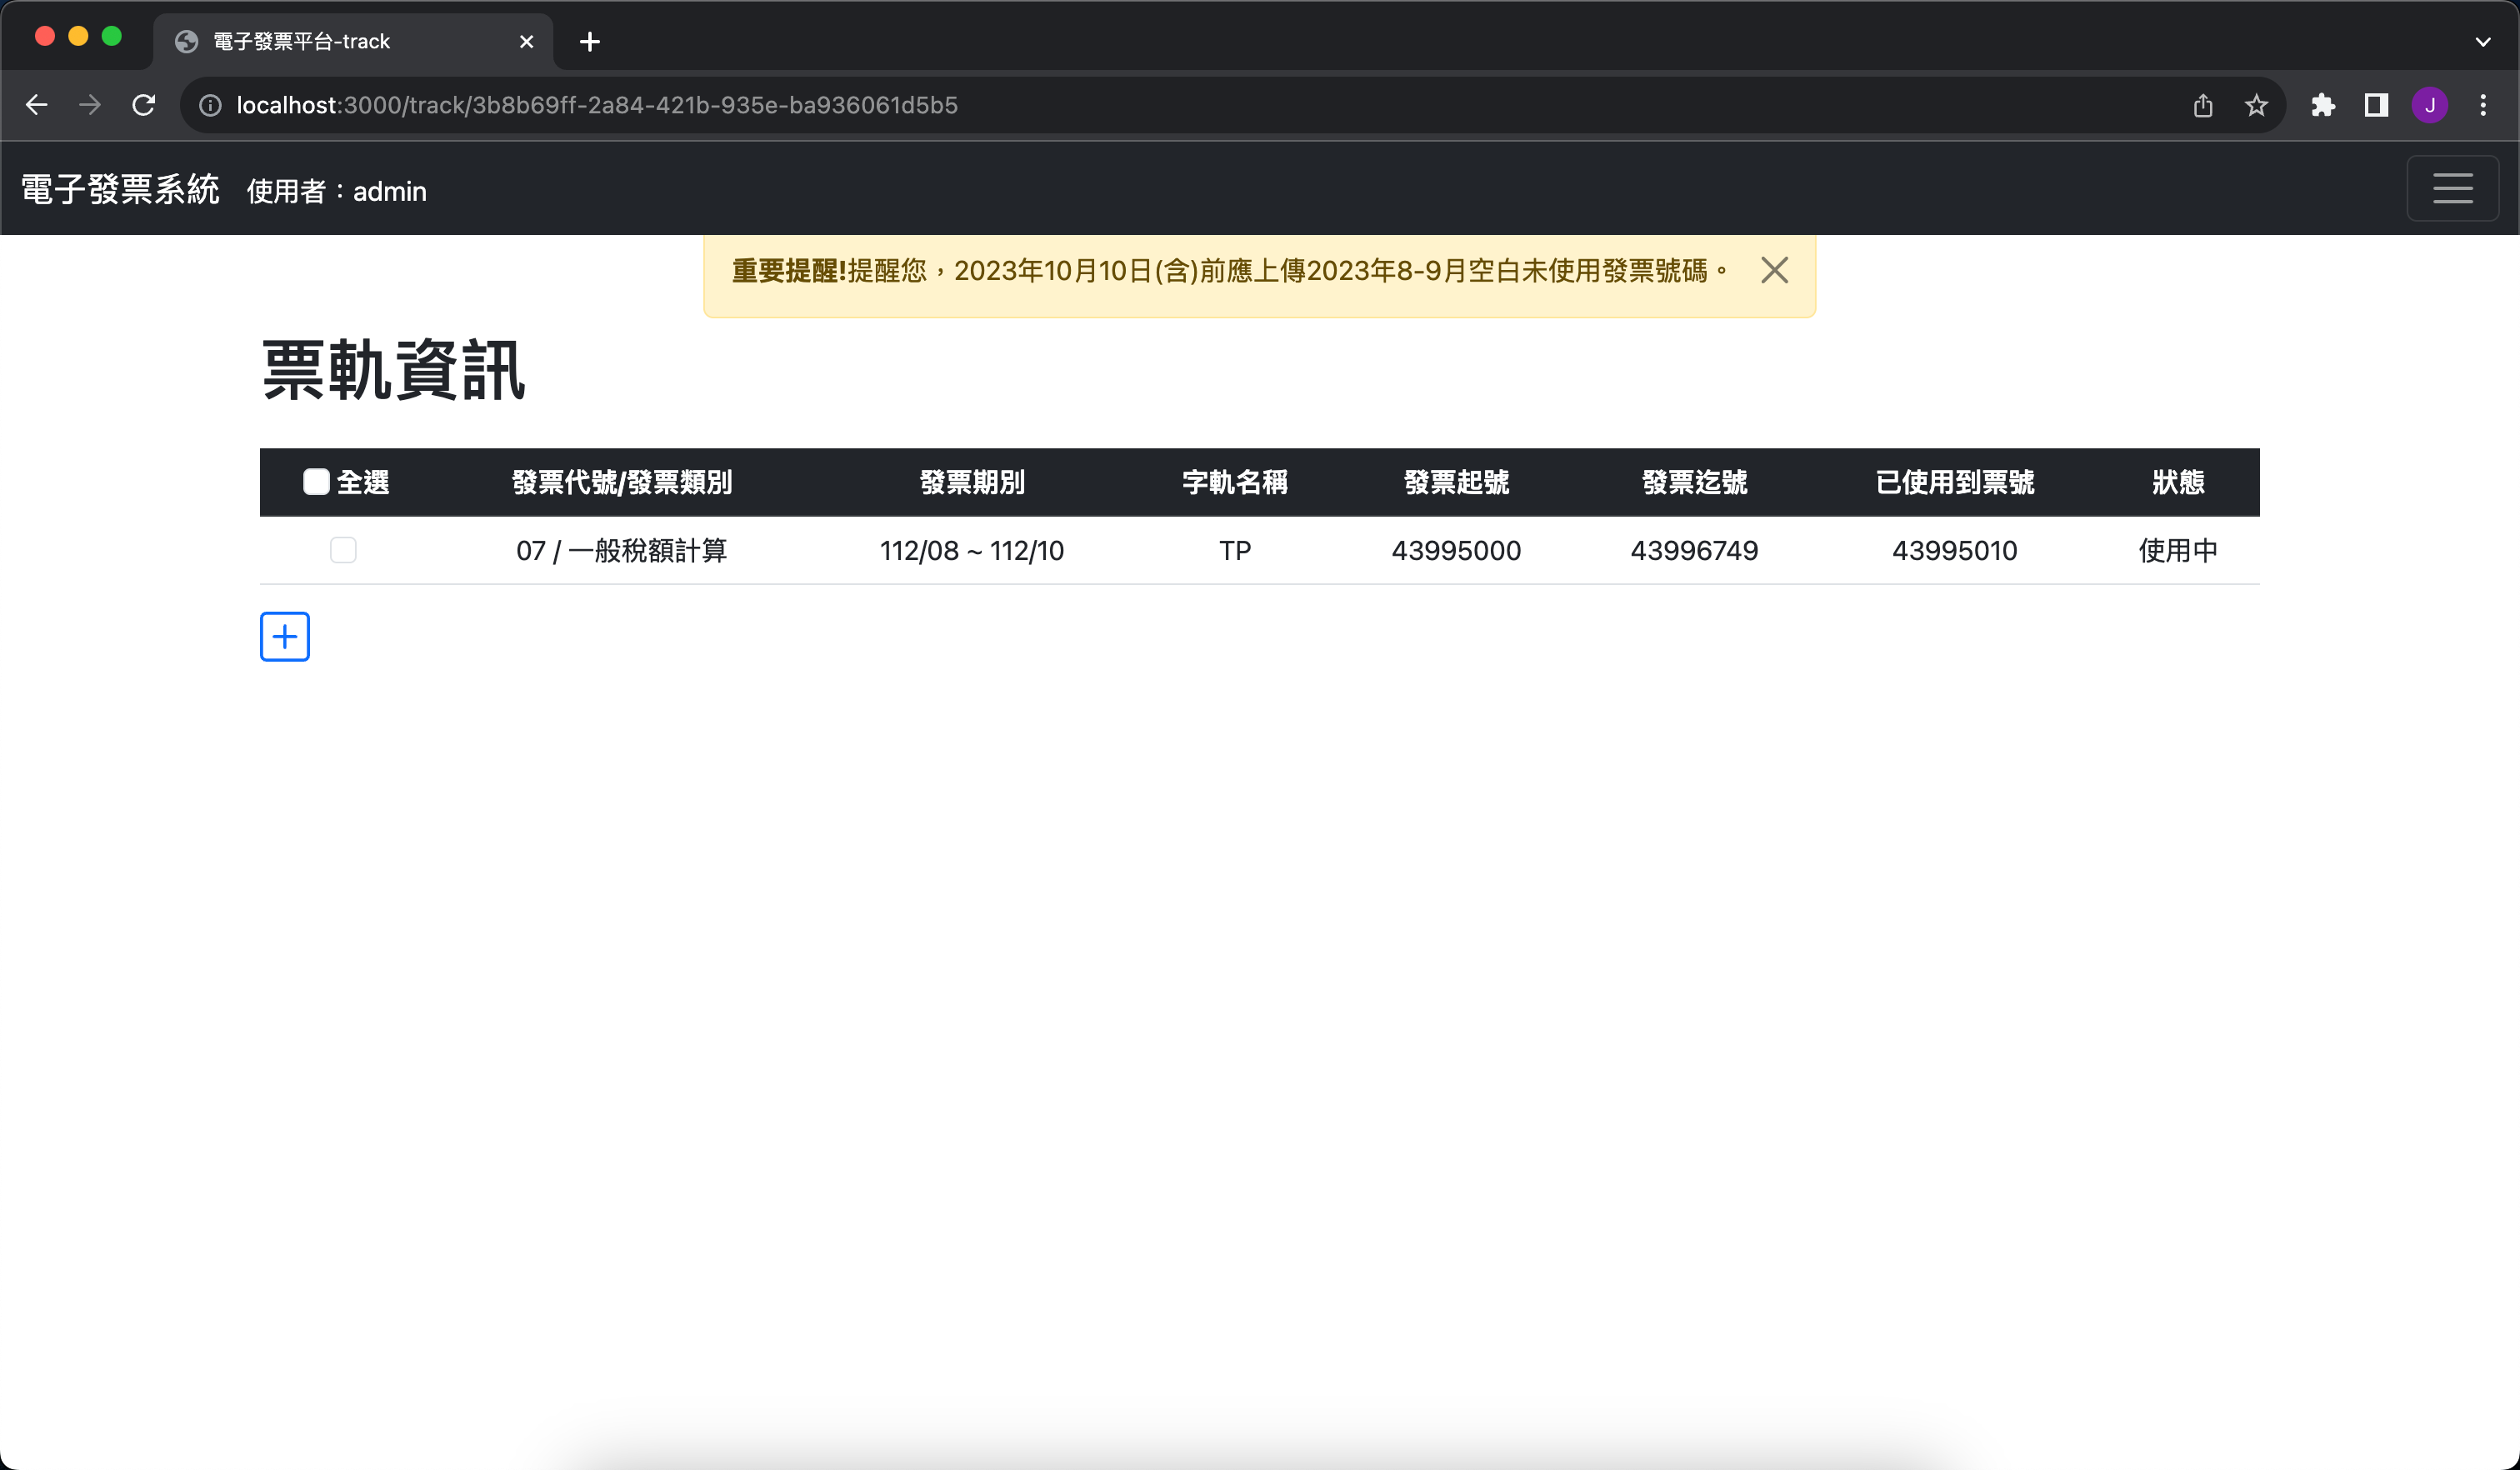 電子發票平台-track
localhost:3000/track/3b8b69ff-2a84-421b-935e-ba936061d5b5
J
電子發票系統 使用者：admin
重要提醒!提醒您，2023年10月10日(含)前應上傳2023年8-9月空白未使用發票號碼。
票軌資訊
全選 發票代號/發票類別 發票期別 字軌名稱 發票起號 發票迄號 已使用到票號 狀態
07 / 一般稅額計算 112/08 ~ 112/10 TP 43995000 43996749 43995010 使用中